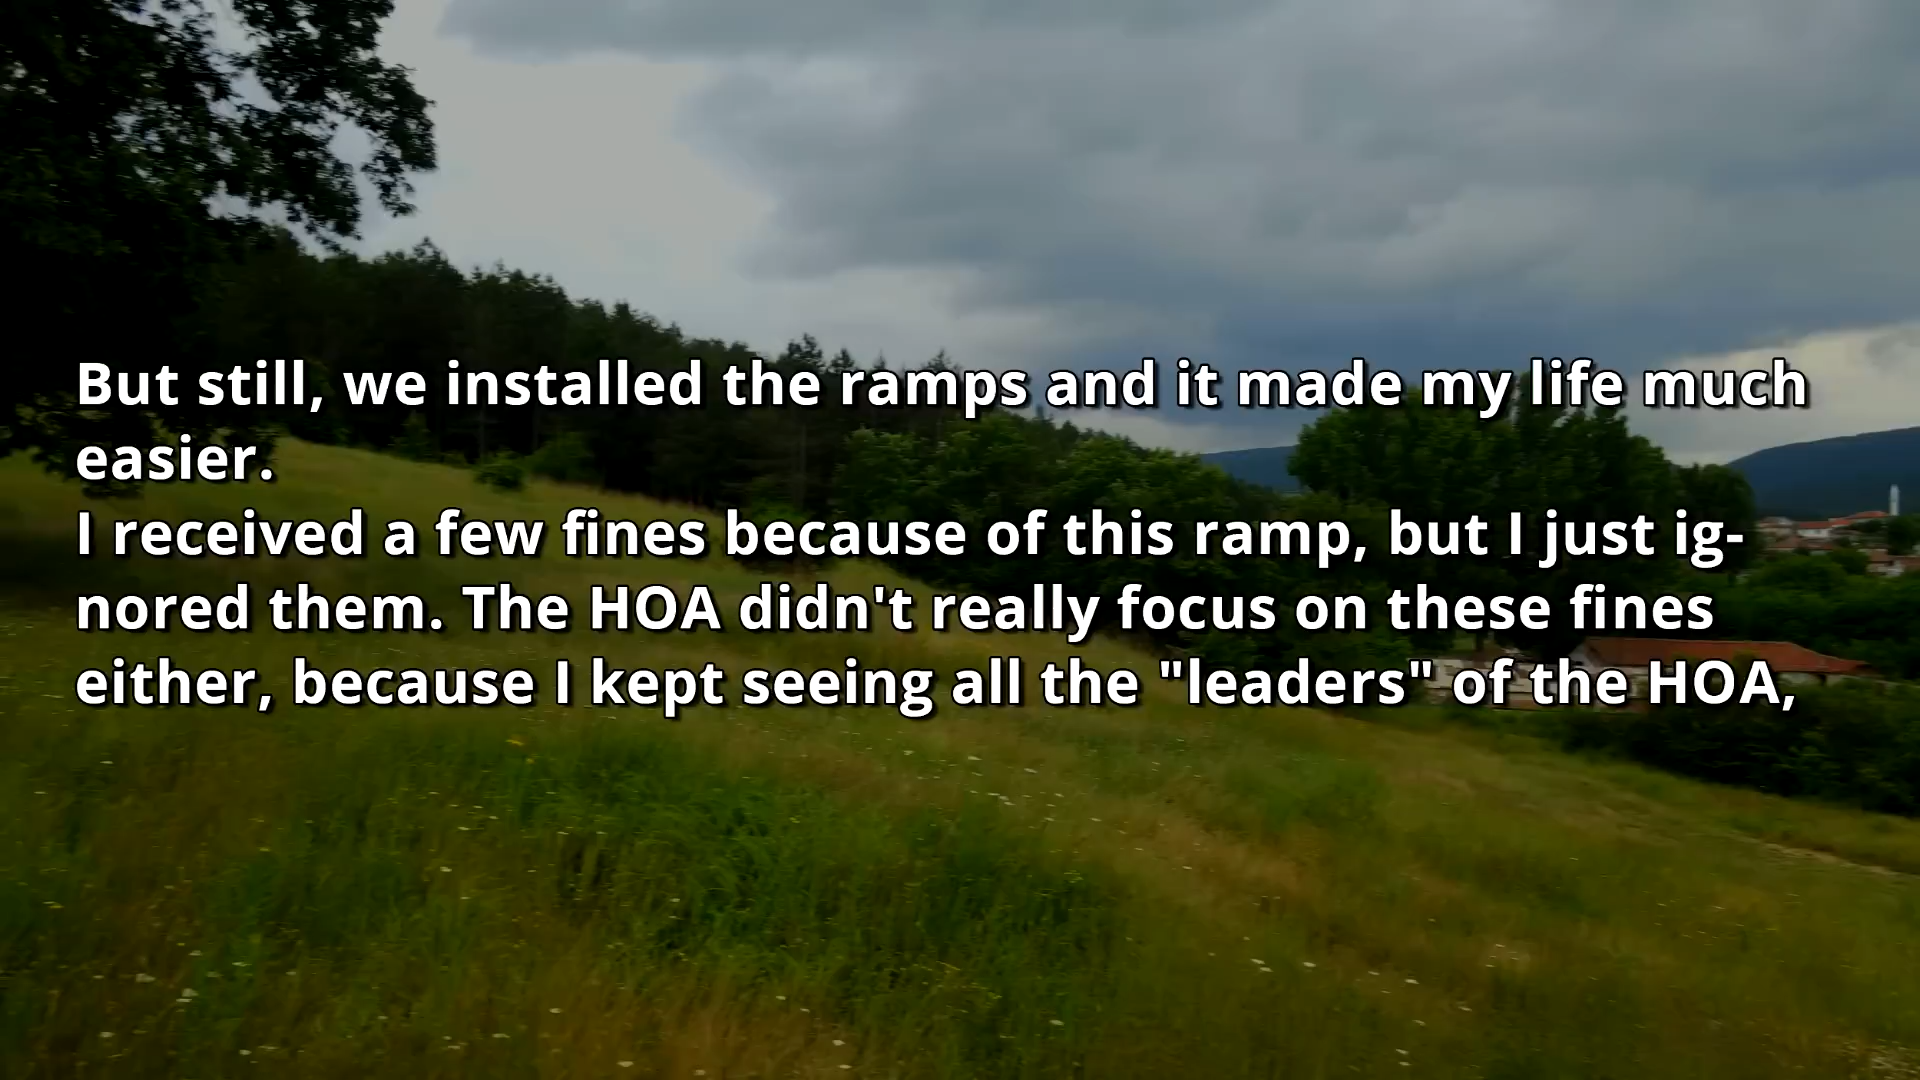 But still, we installed the ramps and it made my life much
easier.
I received a few fines because of this ramp, but I just ig-
nored them. The HOA didn't really focus on these fines
either, because I kept seeing all the "leaders" of the HOA,